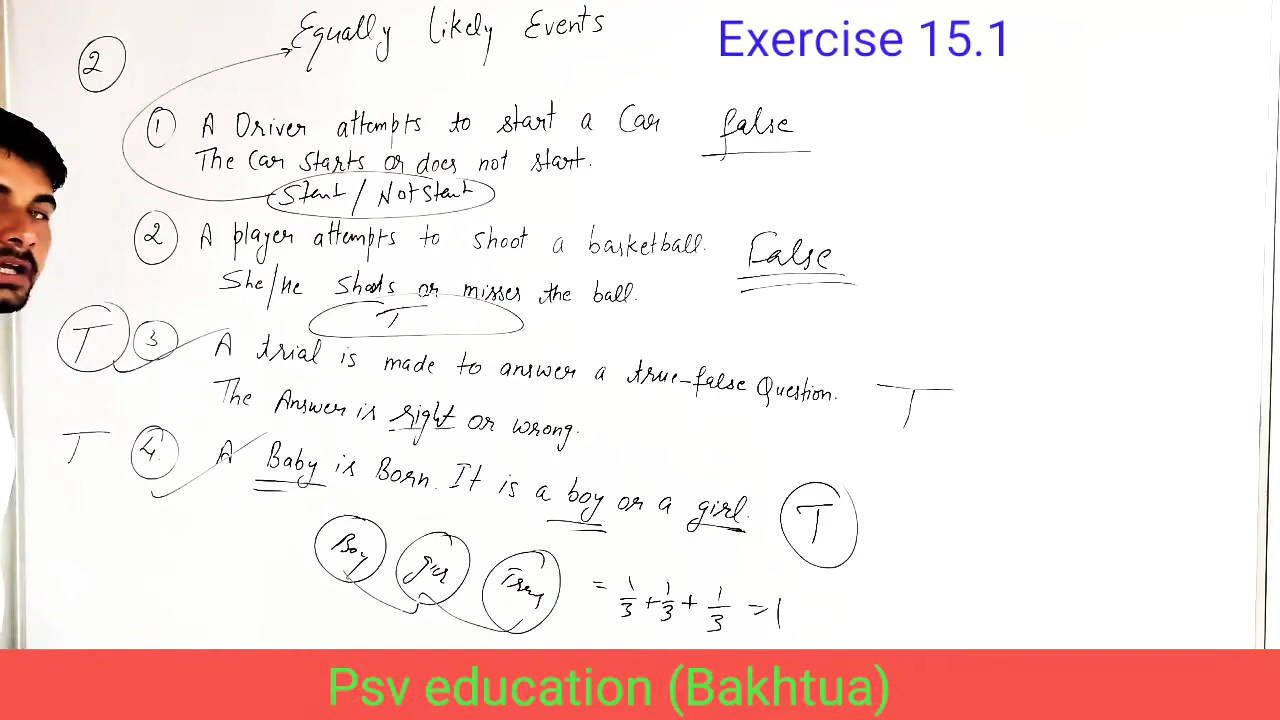 Equally Likely Events
Exercise 15.1
2
1 A Driver attempts to start a Car false
The Car starts or does not start.
Start / Not Start
2 A player attempts to shoot a basketball. False
She/he shoots or misses the ball.
T
T 3 A trial is made to answer a true-false Question. T
The Answer is right or wrong.
T 4. A Baby is Born. It is a boy or a girl. T
Boy = 1/3 + 1/3 + 1/3 = 1
Psv education (Bakhtua)